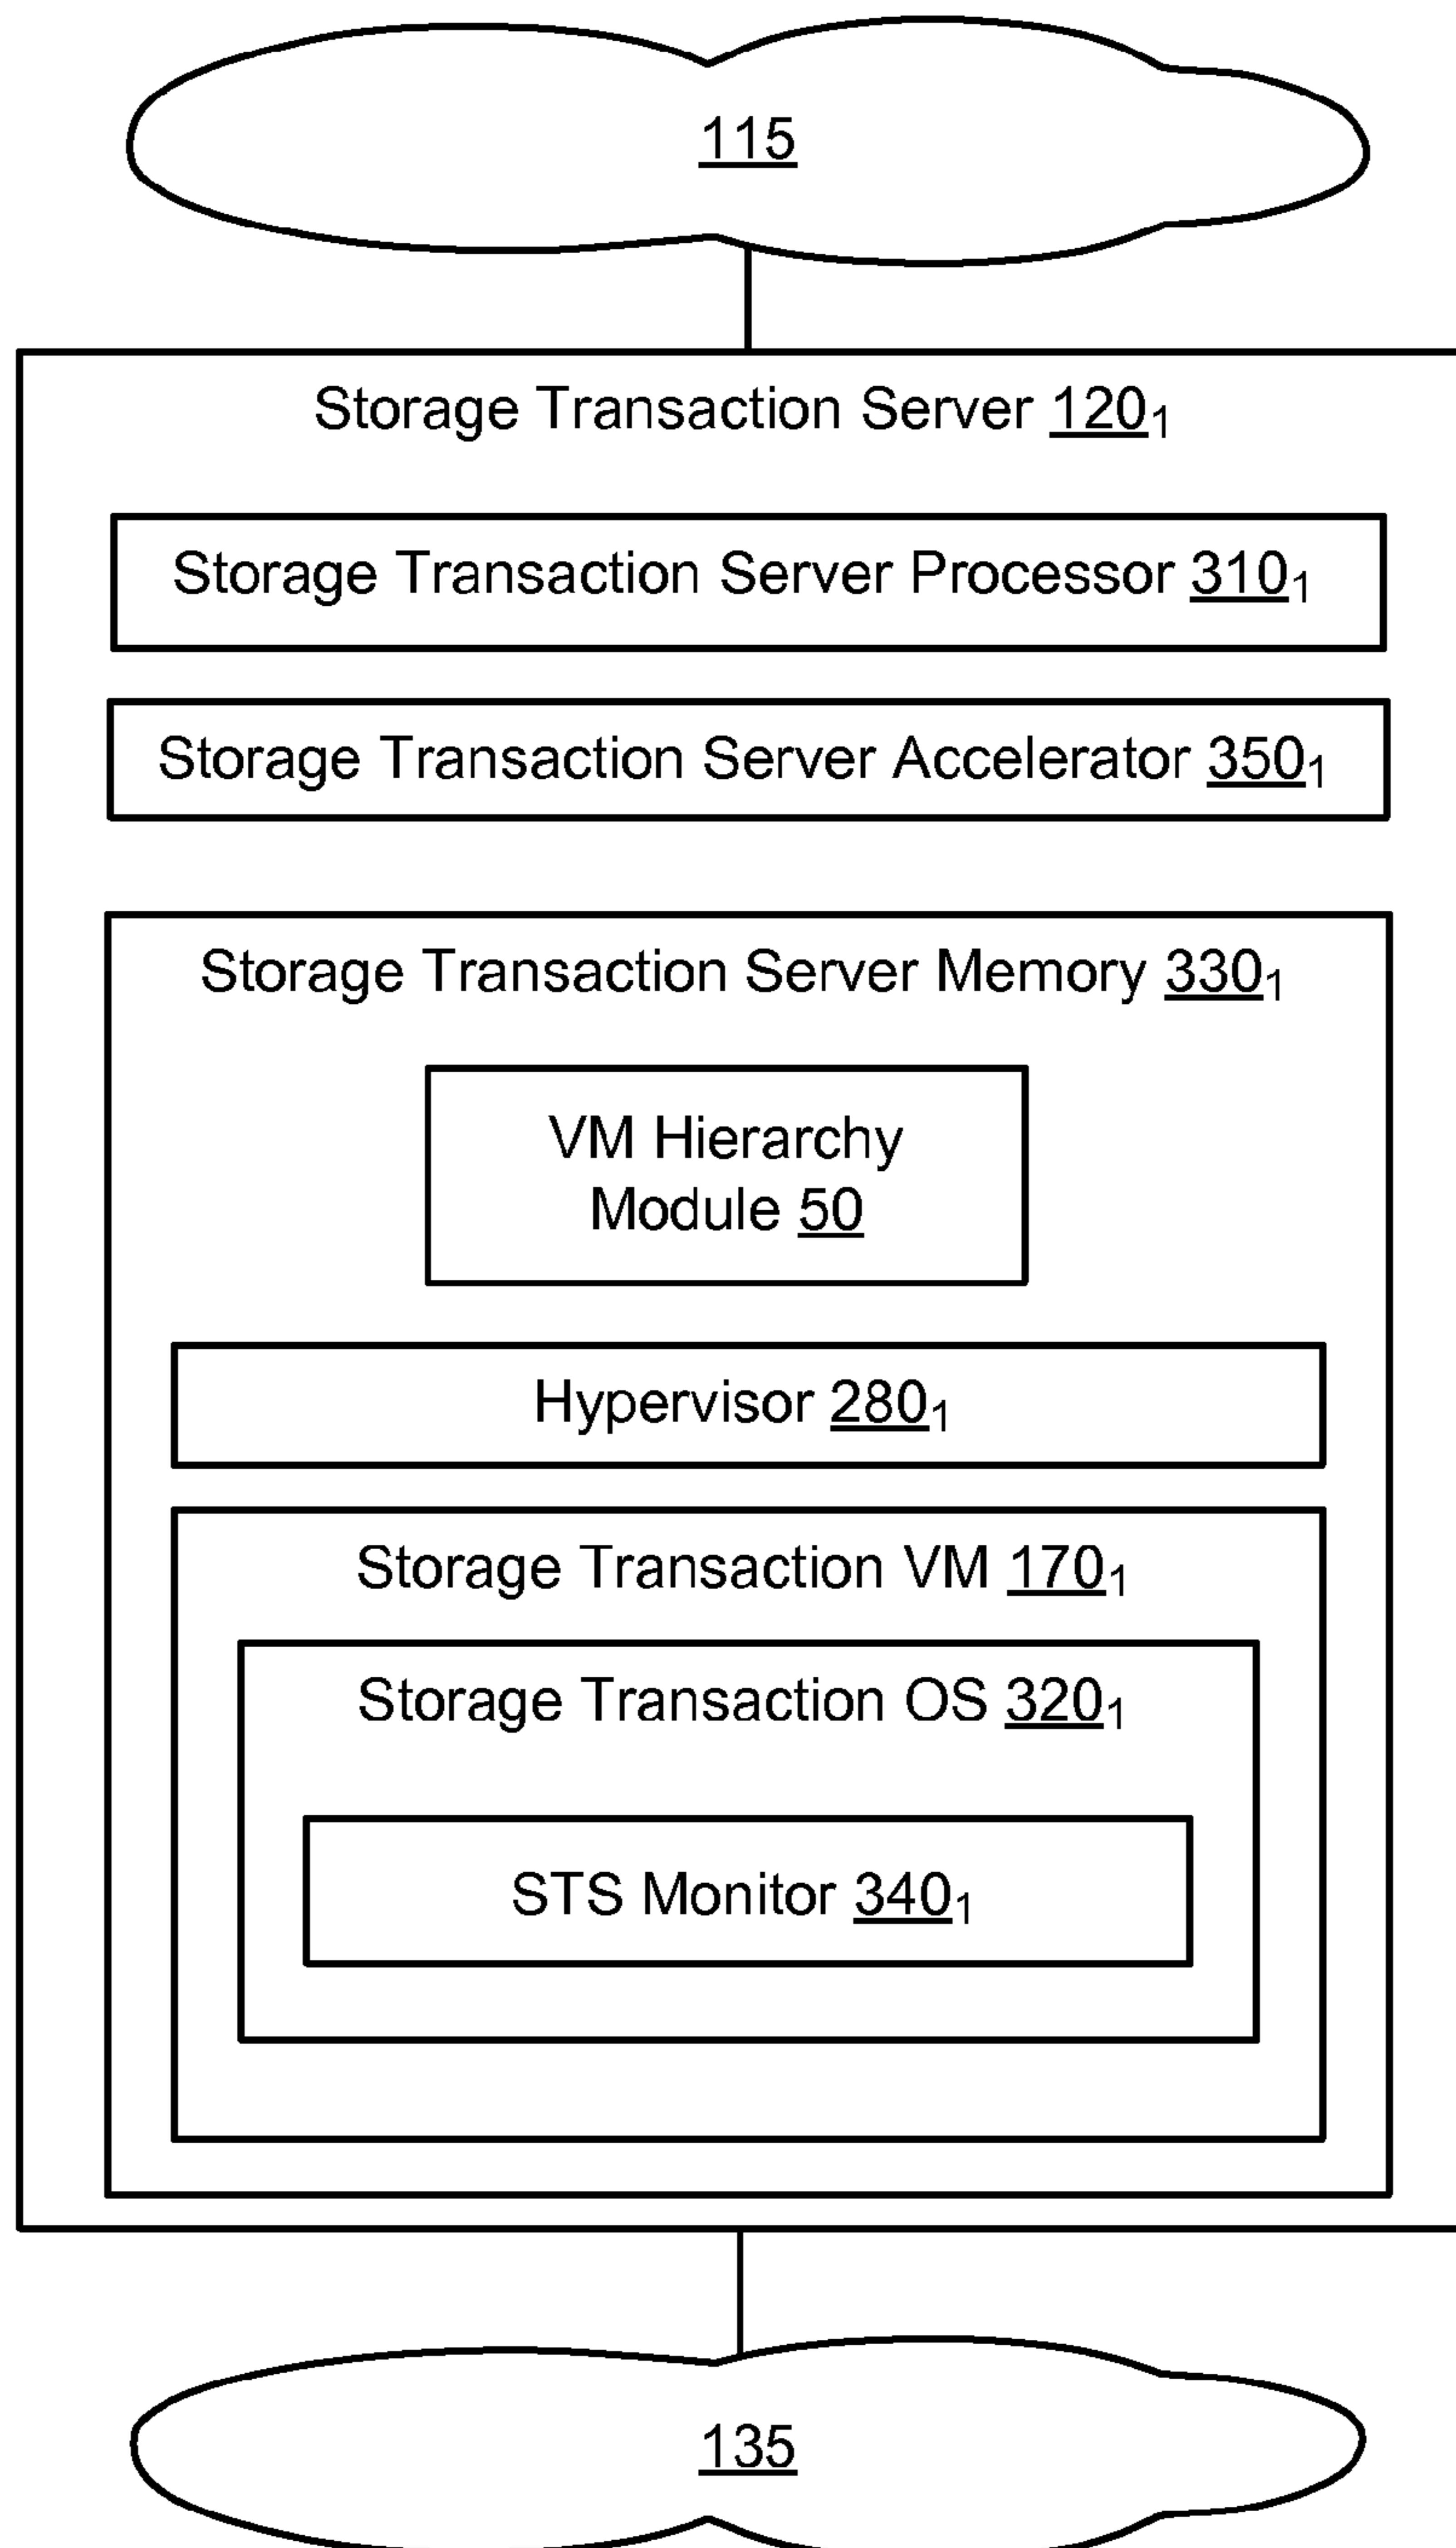 115
Storage Transaction Server 120₁
Storage Transaction Server Processor 310₁
Storage Transaction Server Accelerator 350₁
Storage Transaction Server Memory 330₁
VM Hierarchy
Module 50
Hypervisor 280₁
Storage Transaction VM 170₁
Storage Transaction OS 320₁
STS Monitor 340₁
135